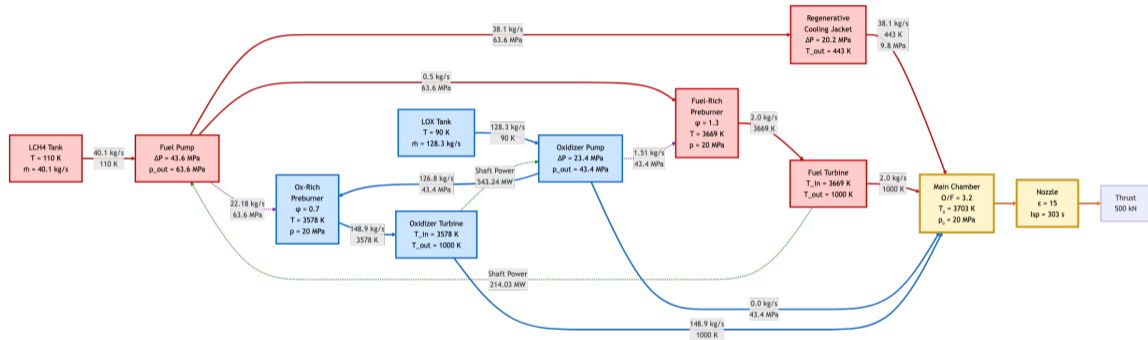 LCH4 Tank
T = 110 K
ṁ = 40.1 kg/s
40.1 kg/s
110 K
Fuel Pump
ΔP = 43.6 MPa
p_out = 63.6 MPa
38.1 kg/s
63.6 MPa
0.5 kg/s
63.6 MPa
22.18 kg/s
63.6 MPa
Ox-Rich
Preburner
φ = 0.7
T = 3578 K
p = 20 MPa
148.9 kg/s
3578 K
LOX Tank
T = 90 K
ṁ = 128.3 kg/s
128.3 kg/s
90 K
Shaft Power
543.24 MW
126.8 kg/s
43.4 MPa
Oxidizer Turbine
T_in = 3578 K
T_out = 1000 K
Oxidizer Pump
ΔP = 23.4 MPa
p_out = 43.4 MPa
1.51 kg/s
43.4 MPa
Fuel-Rich
Preburner
φ = 1.3
T = 3669 K
p = 20 MPa
2.0 kg/s
3669 K
Regenerative
Cooling Jacket
ΔP = 20.2 MPa
T_out = 443 K
38.1 kg/s
443 K
9.8 MPa
Fuel Turbine
T_in = 3669 K
T_out = 1000 K
2.0 kg/s
1000 K
Main Chamber
O/F = 3.2
= 3703 K
= 20 MPa
Nozzle
ε = 15
Isp = 303 s
Thrust
500 kN
Shaft Power
214.03 MW
0.0 kg/s
43.4 MPa
148.9 kg/s
1000 K